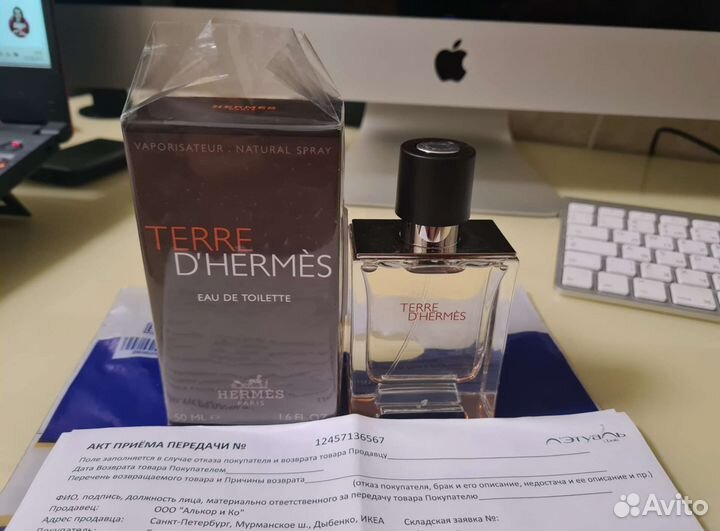 HERMES
VAPORISATEUR . NATURAL SPRAY
TERRE
D'HERMÈS
EAU DE TOILETTE
HERMÈS
PARIS
50 ML e 1.6 FL.OZ
TERRE
D'HERMÈS
АКТ ПРИЁМА ПЕРЕДАЧИ № 12457136567
ЛЭТУАЛЬ
Поле заполняется в случае отказа покупателя и возврата товара Продавцу
Дата Возврата товара Покупателем
Перечень возвращаемого товара и Причины возврата (отказ покупателя, брак и его описание, недостача и ее описание и пр.)
ФИО, подпись, должность лица, материально ответственного за передачу товара Покупателю
Продавец: ООО "Алькор и Ко"
Адрес продавца: Санкт-Петербург, Мурманское ш., Дыбенко, ИКЕА Складская заявка №:
Avito